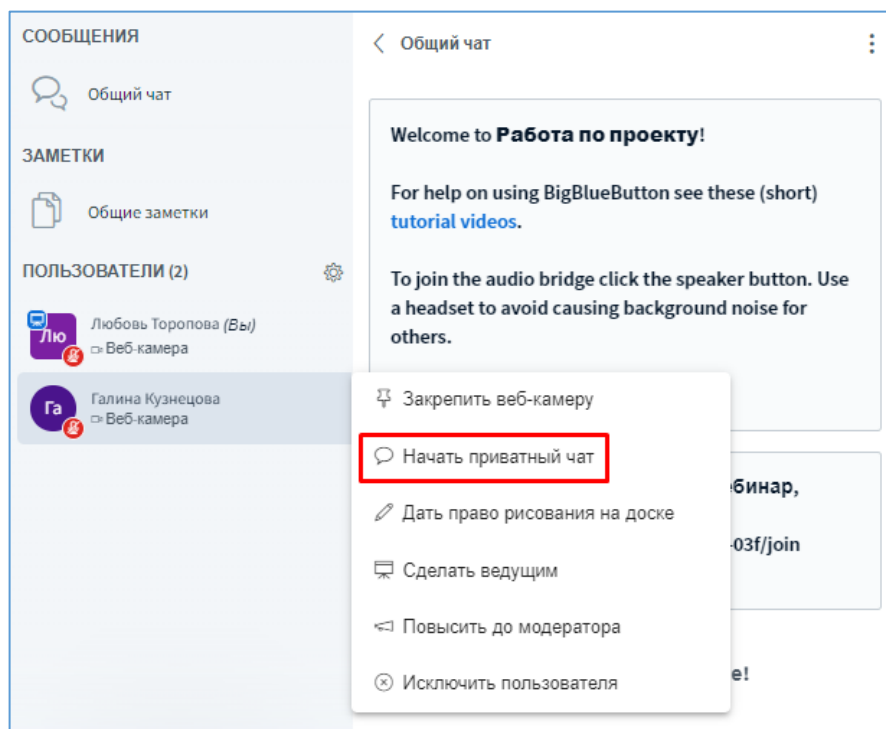 СООБЩЕНИЯ
Общий чат
ЗАМЕТКИ
Общие заметки
ПОЛЬЗОВАТЕЛИ (2)
Лю
Любовь Торопова (Вы)
Веб-камера
Га
Галина Кузнецова
Веб-камера
Общий чат
Welcome to Работа по проекту!
For help on using BigBlueButton see these (short)
tutorial videos.
To join the audio bridge click the speaker button. Use
a headset to avoid causing background noise for
others.
Закрепить веб-камеру
Начать приватный чат
Дать право рисования на доске
Сделать ведущим
Повысить до модератора
Исключить пользователя
-03f/join